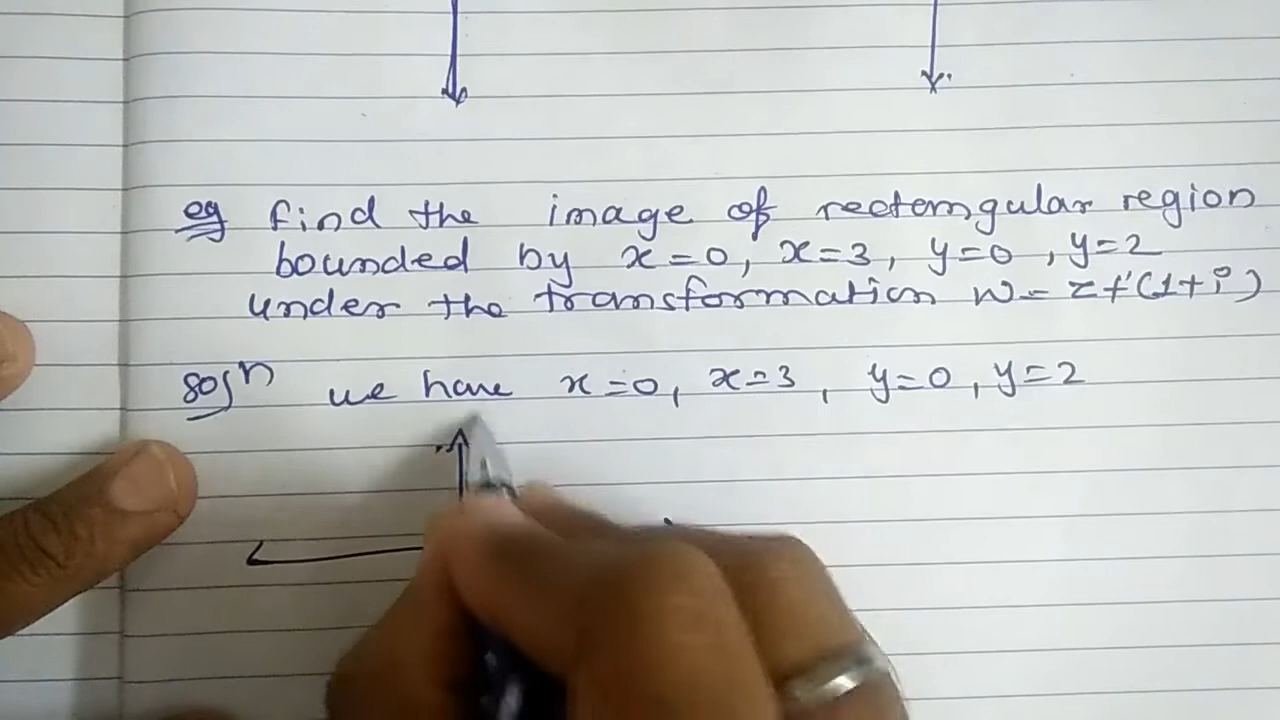 eg find the image of rectangular region
bounded by x=0, x=3, y=0, y=2
under the transformation w=z+(1+i)
Soln we have x=0, x=3, y=0, y=2